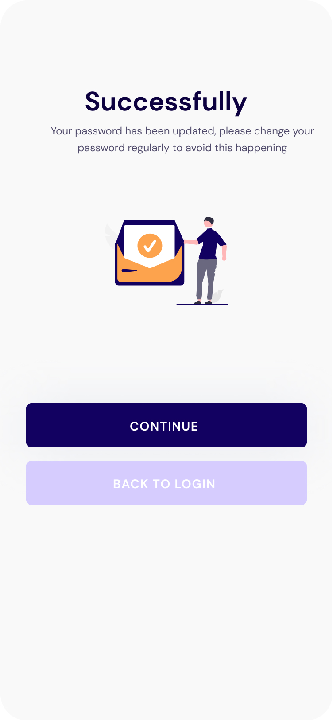 Successfully
Your password has been updated, please change your
password regularly to avoid this happening
CONTINUE
BACK TO LOGIN